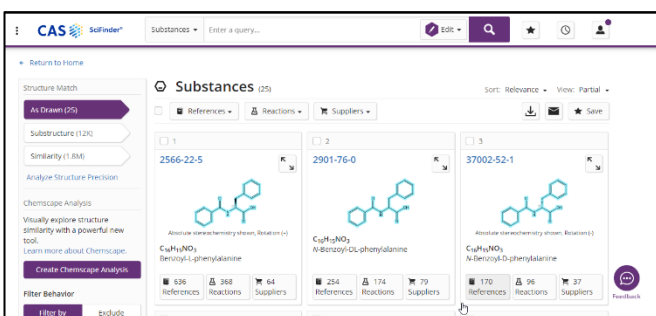 CAS SciFinder®
Substances
Enter a query...
Edit
Return to Home
Structure Match
As Drawn (25)
Substructure (12K)
Similarity (1.8M)
Analyze Structure Precision
Chemscape Analysis
Visually explore structure
similarity with a powerful new
tool.
Learn more about Chemscape.
Create Chemscape Analysis
Filter Behavior
Filter by
Exclude
Substances (25)
Sort: Relevance View: Partial
References
Reactions
Suppliers
Save
1
2566-22-5
Absolute stereochemistry shown, Rotation (+)
C₁₆H₁₅NO₃
Benzoyl-L-phenylalanine
636 368 64
References Reactions Suppliers
2
2901-76-0
C₁₆H₁₅NO₃
N-Benzoyl-DL-phenylalanine
254 174 79
References Reactions Suppliers
3
37002-52-1
Absolute stereochemistry shown, Rotation (-)
C₁₆H₁₅NO₃
N-Benzoyl-D-phenylalanine
170 96 37
References Reactions Suppliers
Feedback